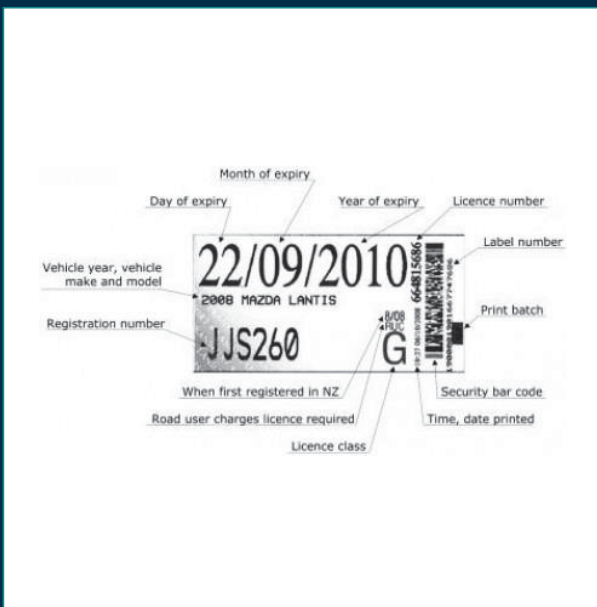 Month of expiry
Day of expiry
Year of expiry
Licence number
Label number
Vehicle year, vehicle
make and model
22/09/2010
664815686
2008 MAZDA LANTIS
Print batch
Registration number
JJS260
8/08
RUC
G
When first registered in NZ
Security bar code
Road user charges licence required
Time, date printed
Licence class